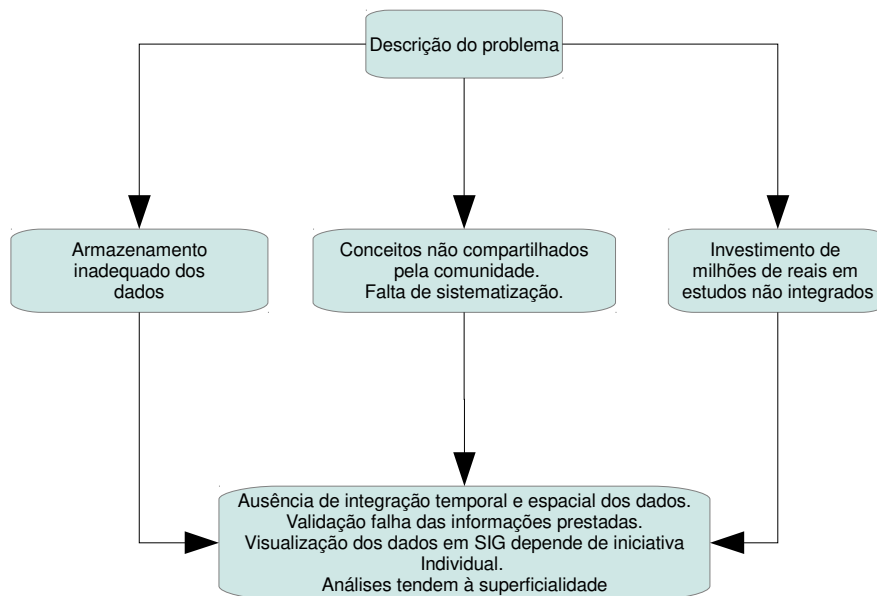 Descrição do problema
Armazenamento
inadequado dos
dados
Conceitos não compartilhados
pela comunidade.
Falta de sistematização.
Investimento de
milhões de reais em
estudos não integrados
Ausência de integração temporal e espacial dos dados.
Validação falha das informações prestadas.
Visualização dos dados em SIG depende de iniciativa
Individual.
Análises tendem à superficialidade